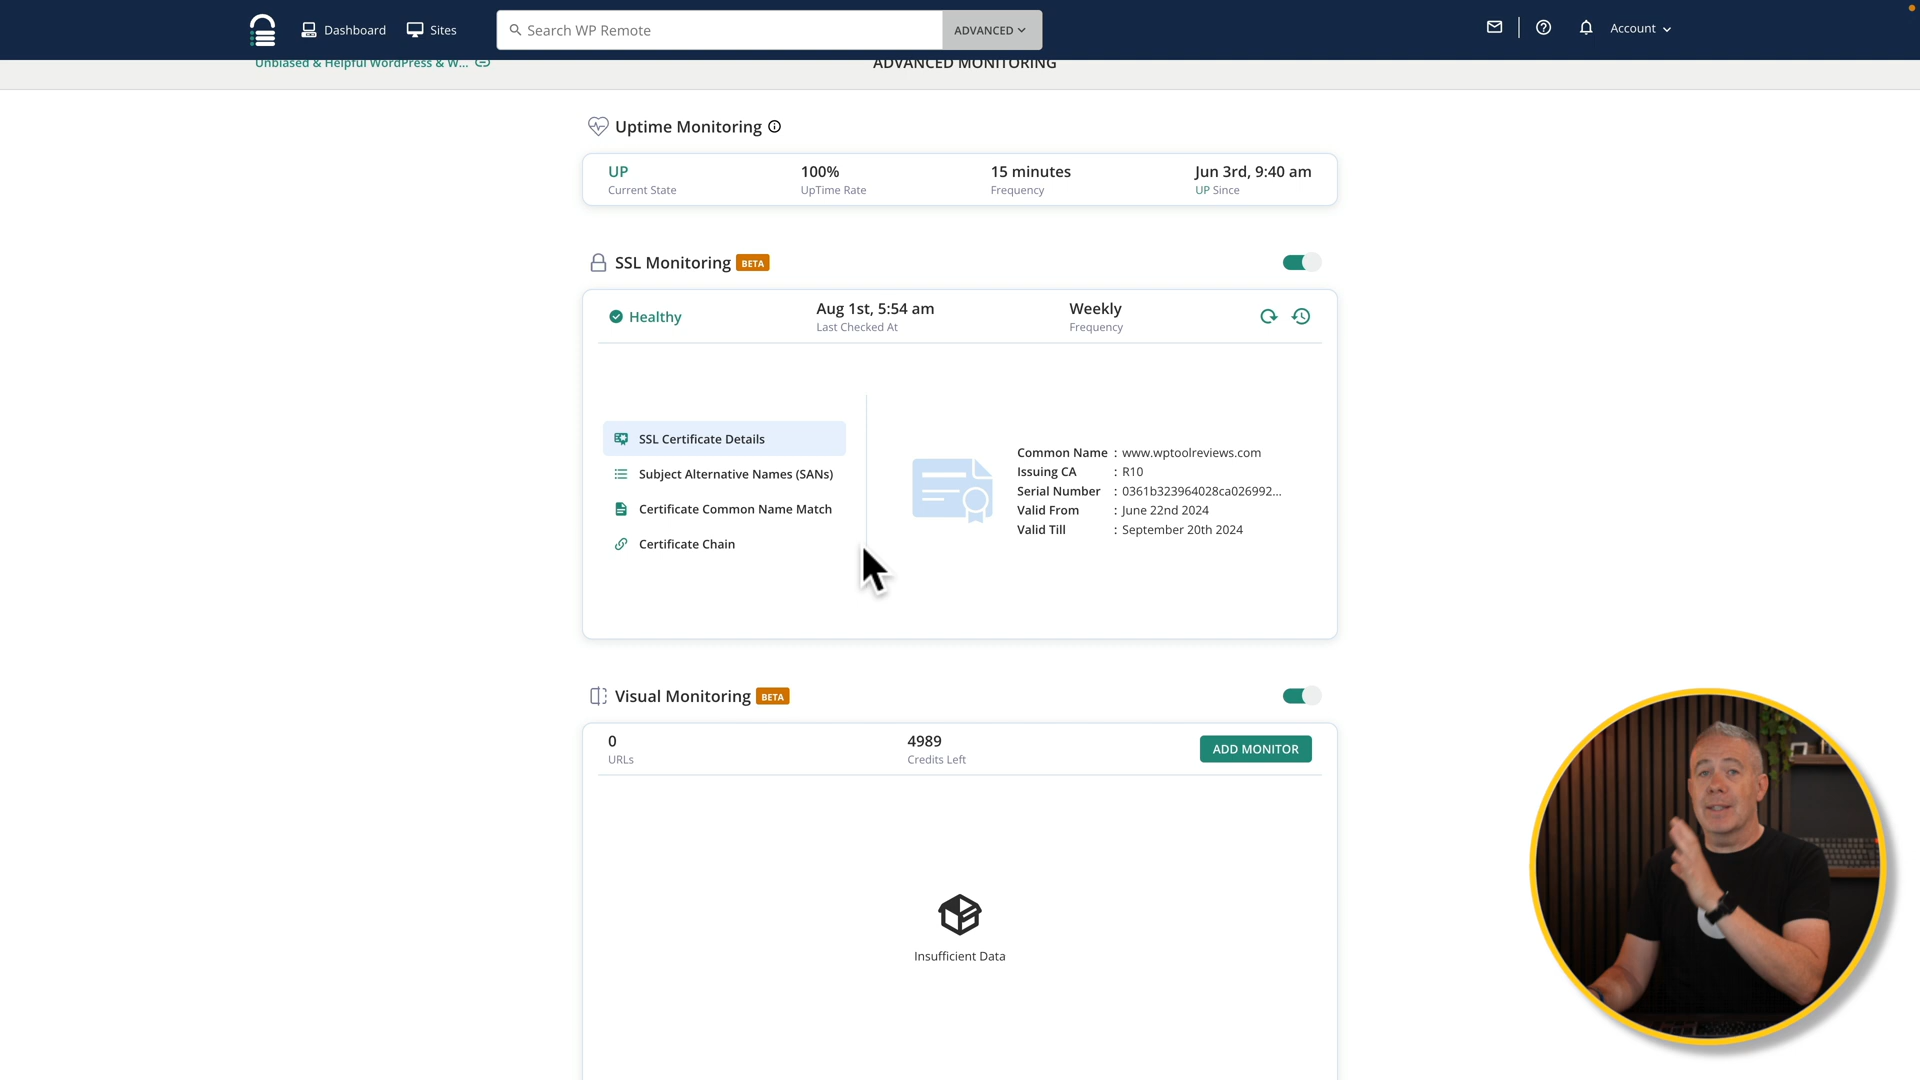 Dashboard
Sites
Search WP Remote
ADVANCED
Account
Unbiased & Helpful WordPress & W...
ADVANCED MONITORING
Uptime Monitoring
UP
Current State
100%
UpTime Rate
15 minutes
Frequency
Jun 3rd, 9:40 am
UP Since
SSL Monitoring BETA
Healthy
Aug 1st, 5:54 am
Last Checked At
Weekly
Frequency
SSL Certificate Details
Subject Alternative Names (SANs)
Certificate Common Name Match
Certificate Chain
Common Name : www.wptoolreviews.com
Issuing CA : R10
Serial Number : 0361b323964028ca026992...
Valid From : June 22nd 2024
Valid Till : September 20th 2024
Visual Monitoring BETA
0
URLs
4989
Credits Left
ADD MONITOR
Insufficient Data